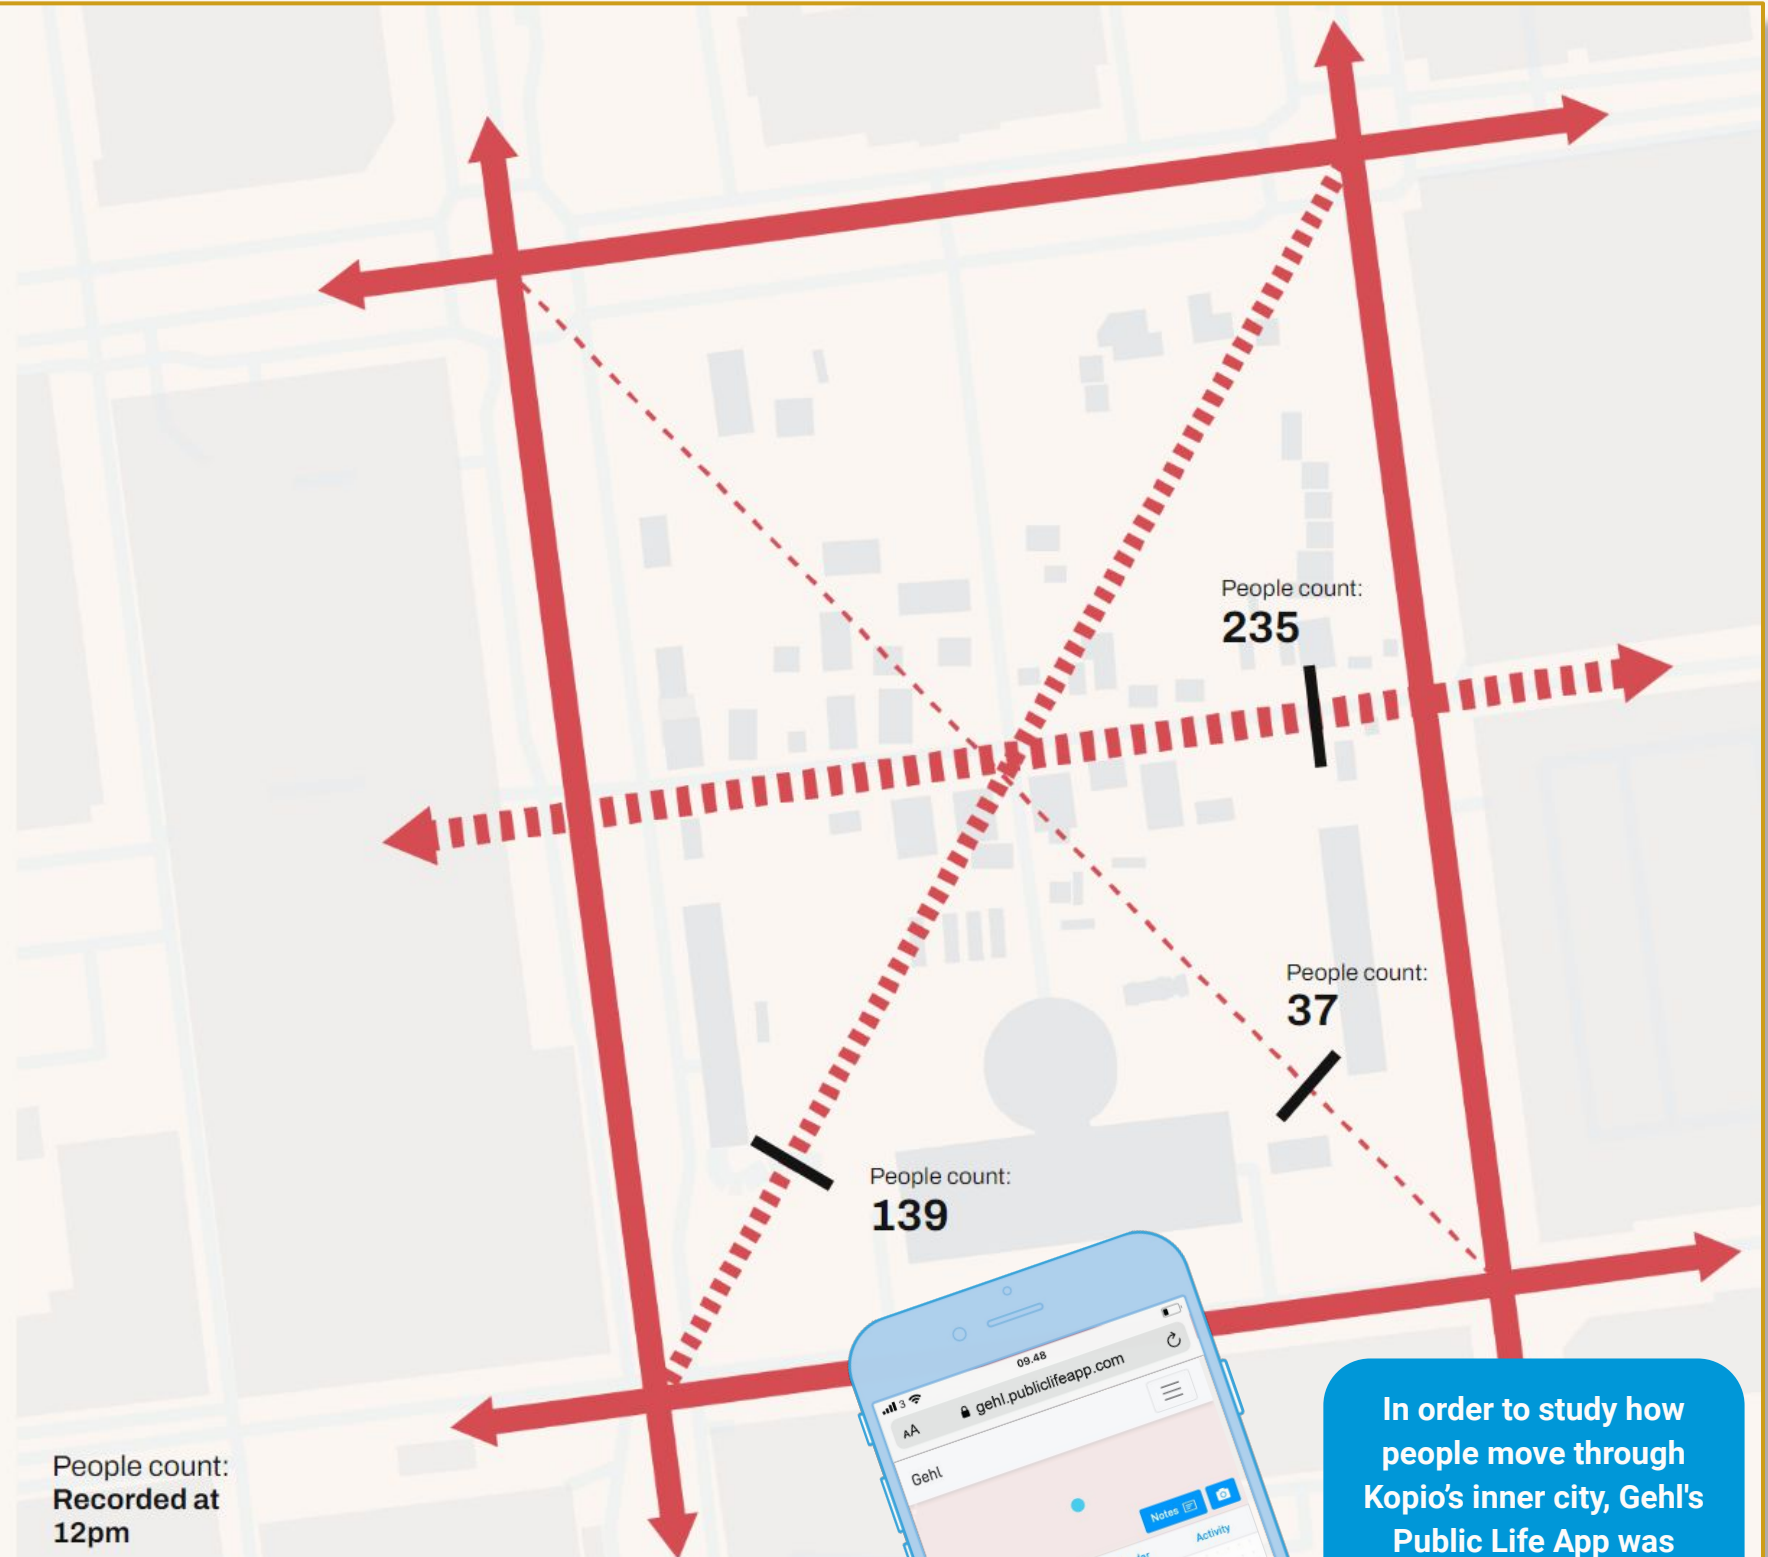 People count:
235
People count:
37
People count:
139
09.48
3
AA gehl.publiclifeapp.com
Gehl
Notes
Activity
People count:
Recorded at
12pm
In order to study how
people move through
Kopio’s inner city, Gehl's
Public Life App was